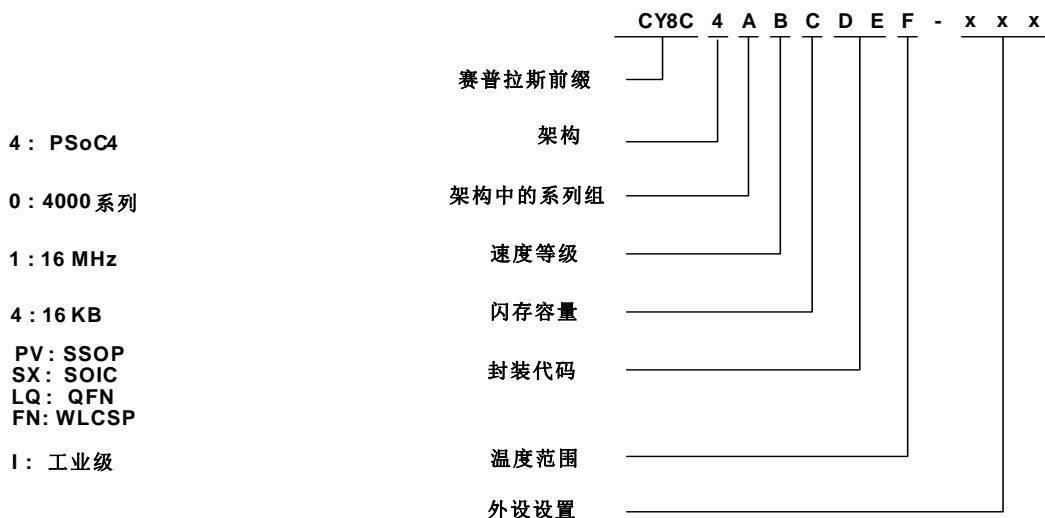 CY8C 4 A B C D E F - x x x
赛普拉斯前缀
4 : PSoC4 架构
0 : 4000 系列 架构中的系列组
1 : 16 MHz 速度等级
4 : 16 KB 闪存容量
PV : SSOP
SX : SOIC
封装代码
LQ : QFN
FN: WLCSP
I : 工业级 温度范围
外设设置